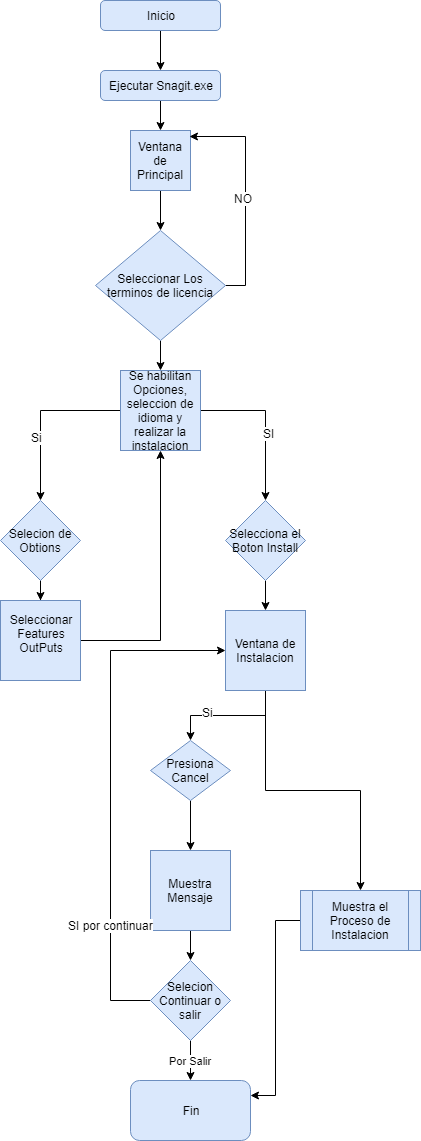 Inicio
Ejecutar Snagit.exe
Ventana
de
Principal
NO
Seleccionar Los
terminos de licencia
Se habilitan
Opciones,
seleccion de
idioma y
realizar la
instalacion
Si
SI
Selecion de
Obtions
Selecciona el
Boton Install
Seleccionar
Features
OutPuts
Ventana de
Instalacion
Si
Presiona
Cancel
Muestra
Mensaje
Muestra el
Proceso de
Instalacion
SI por continuar
Selecion
Continuar o
salir
Por Salir
Fin